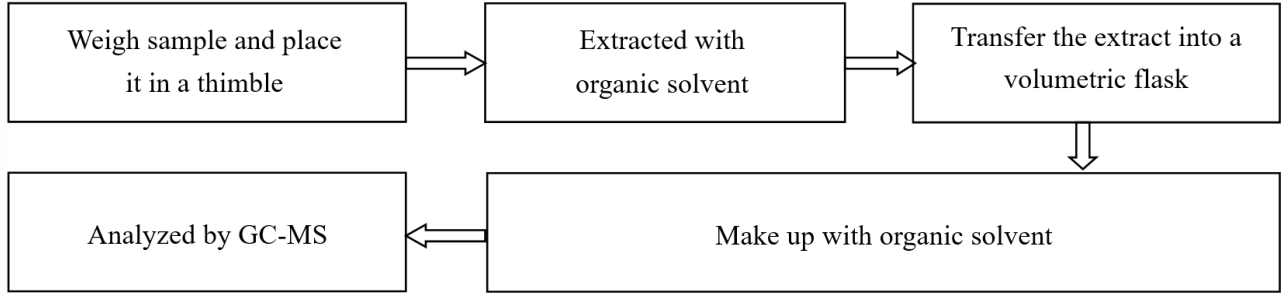 Weigh sample and place
it in a thimble
Extracted with
organic solvent
Transfer the extract into a
volumetric flask
Make up with organic solvent
Analyzed by GC-MS